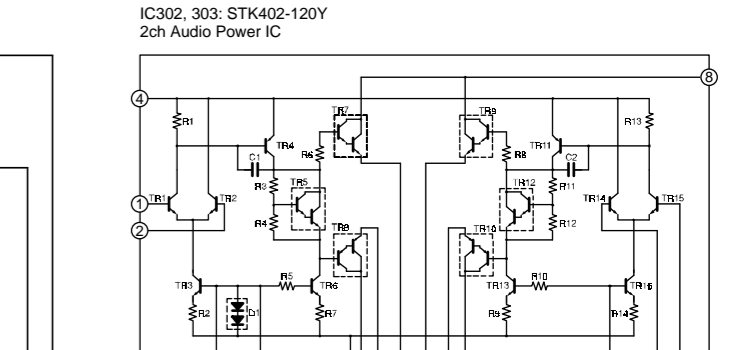 IC302, 303: STK402-120Y
2ch Audio Power IC
8
4
TR7
TR9
R1
TR4
TR11
R13
C1
R6
R8
C2
R3
TR5
TR12
R11
1
TR1
TR2
TR14
TR15
R4
R12
2
TR8
TR10
R5
R10
TR3
TR6
TR13
TR16
R2
D1
R7
R9
R14